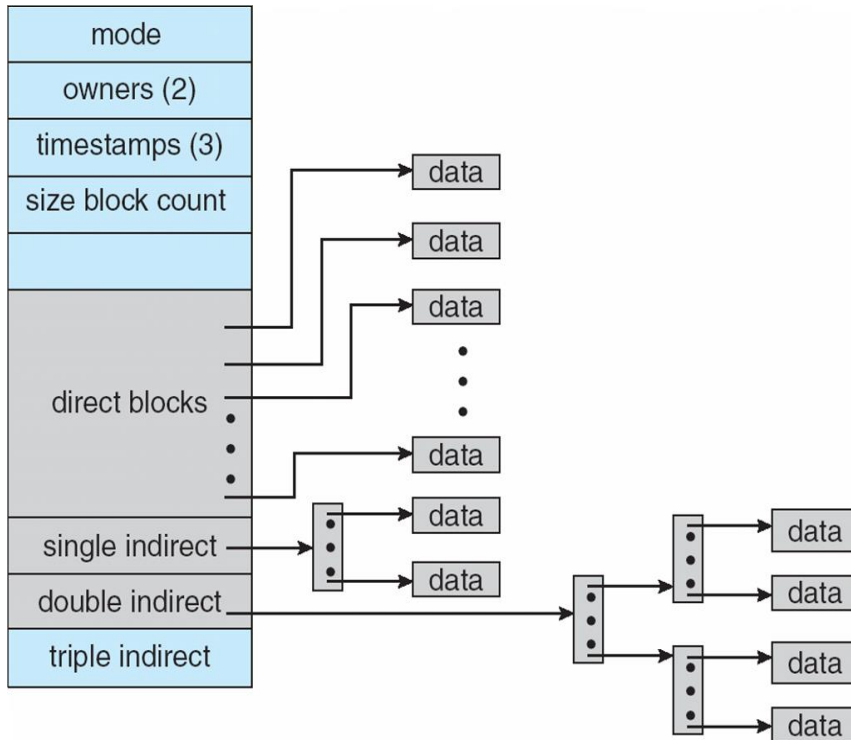 mode
owners (2)
timestamps (3)
size block count
direct blocks
single indirect
double indirect
triple indirect
data
data
data
data
data
data
data
data
data
data